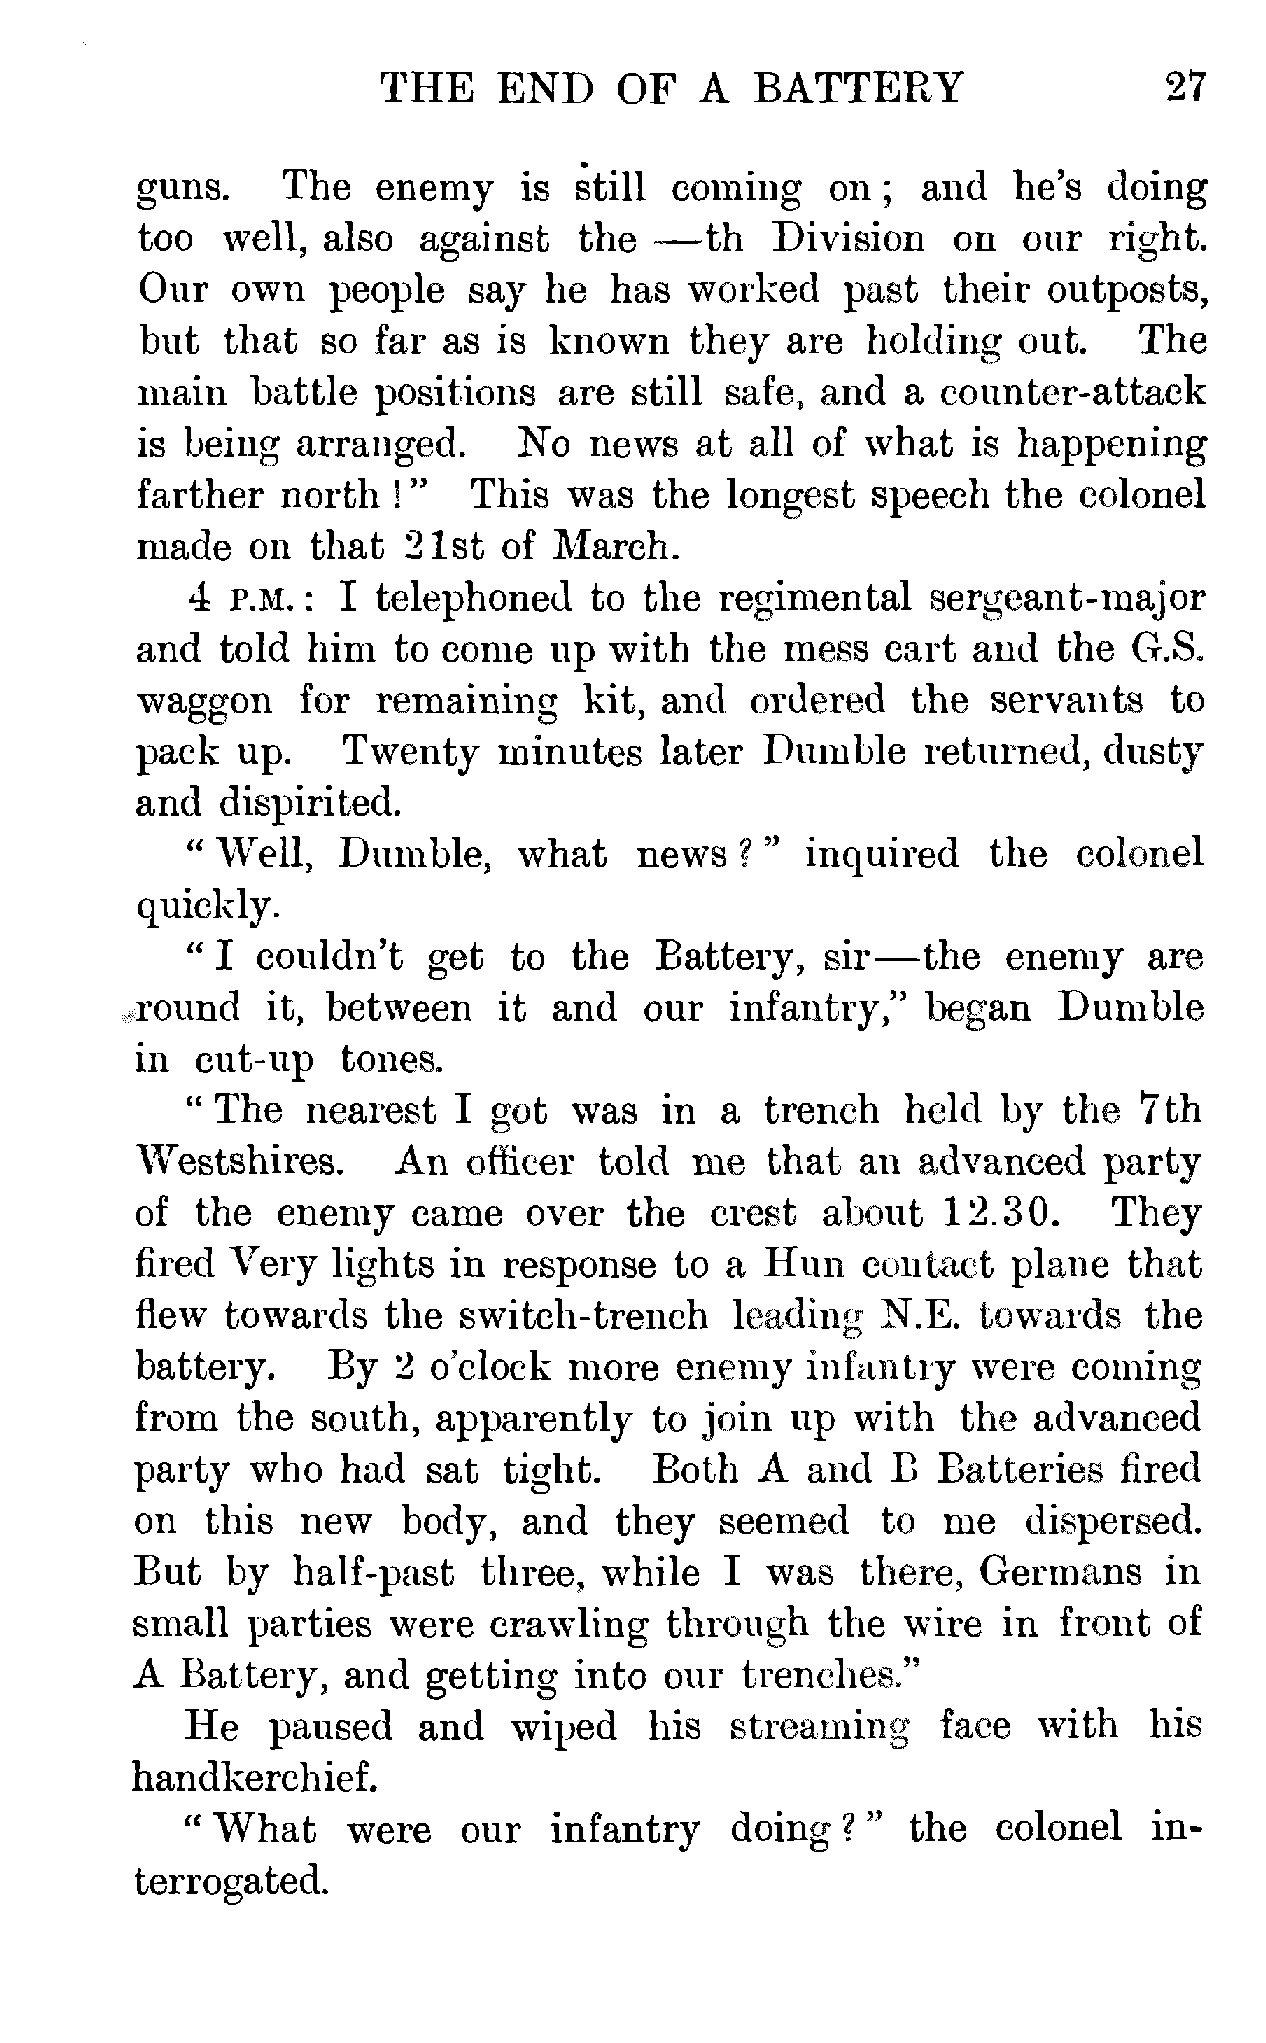 THE END OF A BATTERY 27
guns. The enemy is still coming on; and he's doing
too well, also against the —th Division on our right.
Our own people say he has worked past their outposts,
but that so far as is known they are holding out. The
main battle positions are still safe, and a counter-attack
is being arranged. No news at all of what is happening
farther north!" This was the longest speech the colonel
made on that 21st of March.
4 P.M.: I telephoned to the regimental sergeant-major
and told him to come up with the mess cart and the G.S.
waggon for remaining kit, and ordered the servants to
pack up. Twenty minutes later Dumble returned, dusty
and dispirited.
"Well, Dumble, what news?" inquired the colonel
quickly.
"I couldn't get to the Battery, sir—the enemy are
round it, between it and our infantry," began Dumble
in cut-up tones.
"The nearest I got was in a trench held by the 7th
Westshires. An officer told me that an advanced party
of the enemy came over the crest about 12.30. They
fired Very lights in response to a Hun contact plane that
flew towards the switch-trench leading N.E. towards the
battery. By 2 o'clock more enemy infantry were coming
from the south, apparently to join up with the advanced
party who had sat tight. Both A and B Batteries fired
on this new body, and they seemed to me dispersed.
But by half-past three, while I was there, Germans in
small parties were crawling through the wire in front of
A Battery, and getting into our trenches."
He paused and wiped his streaming face with his
handkerchief.
"What were our infantry doing?" the colonel in-
terrogated.